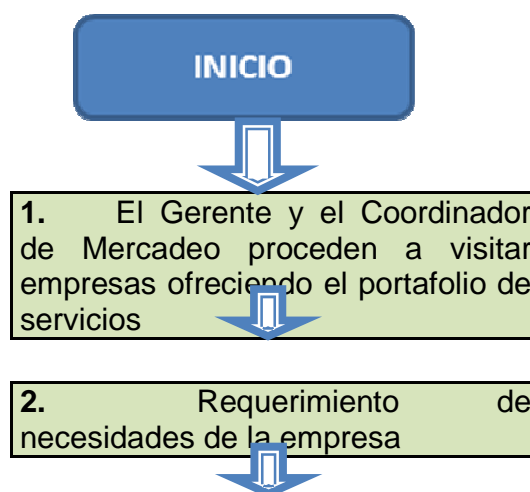 INICIO
1. El Gerente y el Coordinador
de Mercadeo proceden a visitar
empresas ofreciendo el portafolio de
servicios
2. Requerimiento de
necesidades de la empresa